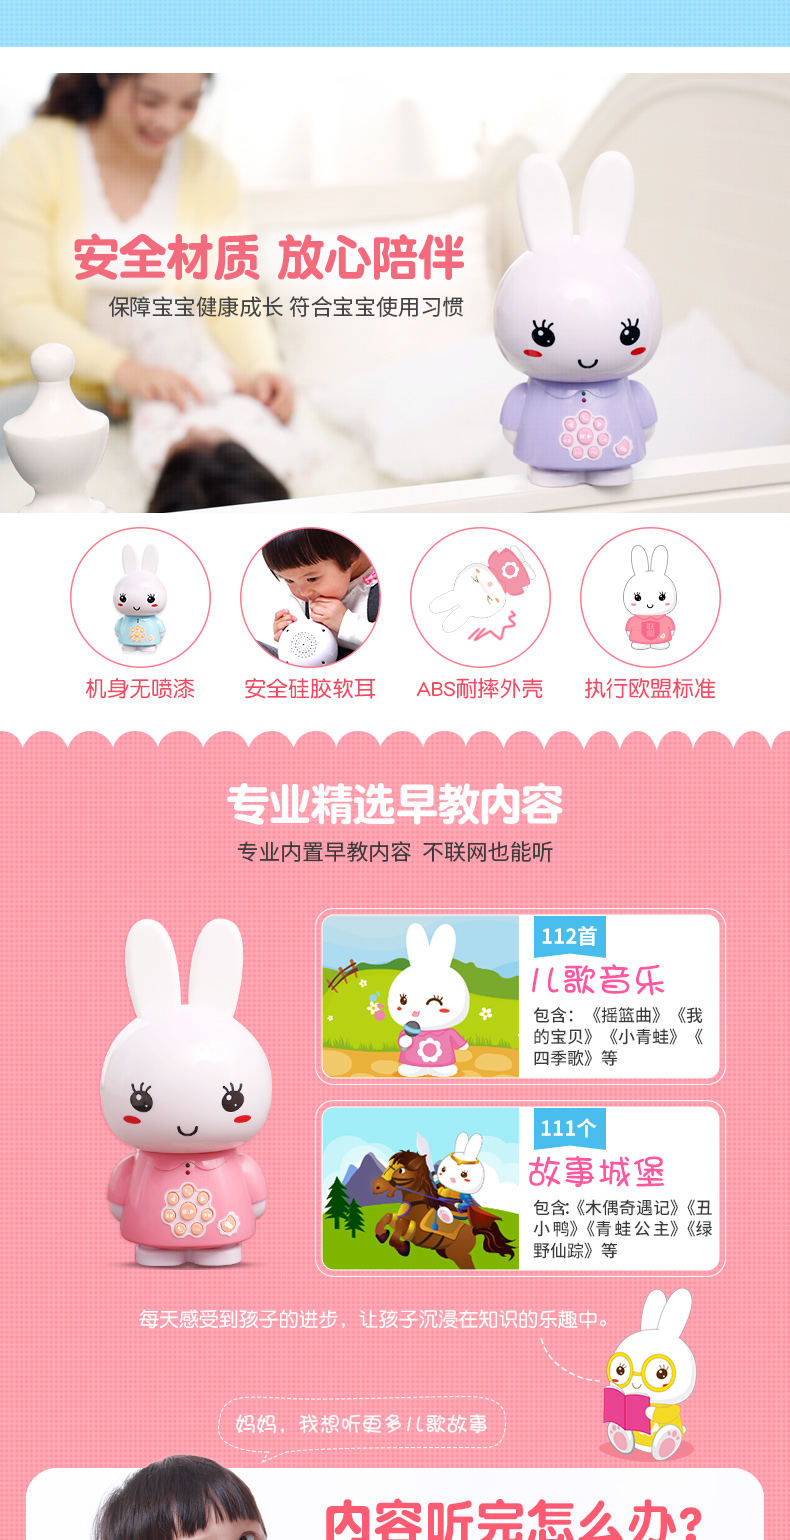 安全材质 放心陪伴
保障宝宝健康成长 符合宝宝使用习惯
机身无喷漆
安全硅胶软耳
ABS耐摔外壳
执行欧盟标准
专业精选早教内容
专业内置早教内容 不联网也能听
112首
儿歌音乐
包含：《摇篮曲》《我
的宝贝》《小青蛙》《
四季歌》等
111个
故事城堡
包含:《木偶奇遇记》《丑
小鸭》《青蛙公主》《绿
野仙踪》等
每天感受到孩子的进步，让孩子沉浸在知识的乐趣中。
妈妈，我想听更多儿歌故事
内容听完怎么办?